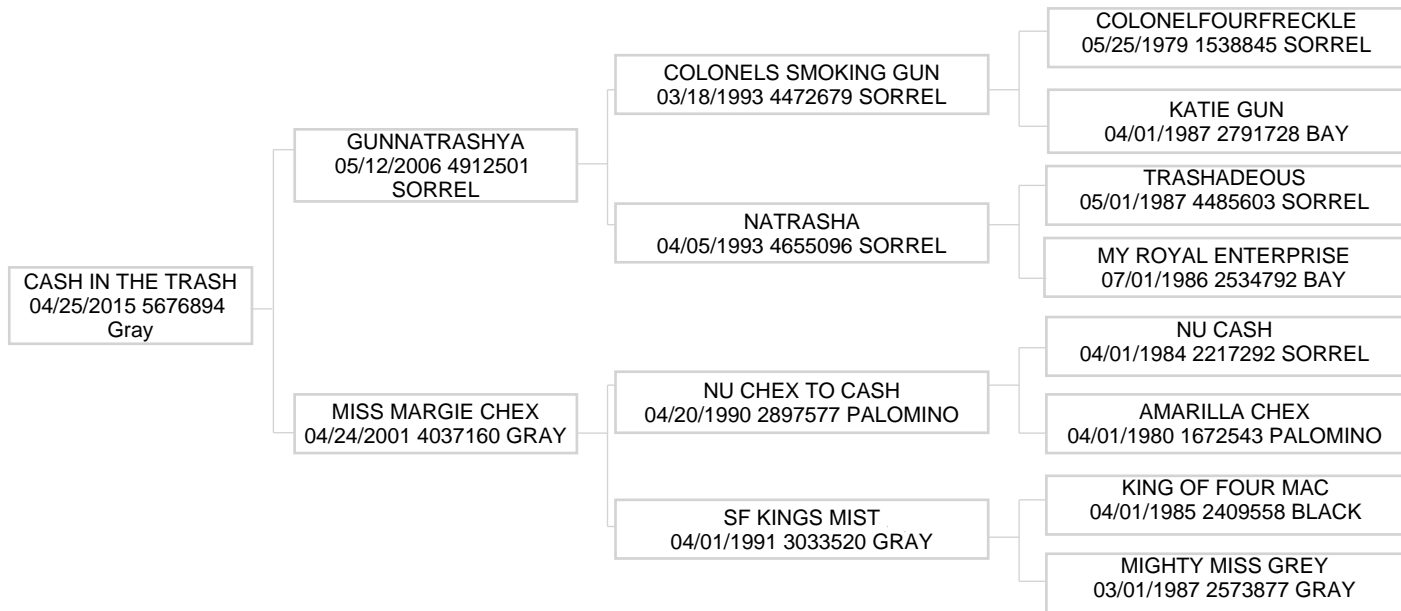 CASH IN THE TRASH
04/25/2015 5676894
Gray
GUNNATRASHYA
05/12/2006 4912501
SORREL
MISS MARGIE CHEX
04/24/2001 4037160 GRAY
COLONELS SMOKING GUN
03/18/1993 4472679 SORREL
NATRASHA
04/05/1993 4655096 SORREL
NU CHEX TO CASH
04/20/1990 2897577 PALOMINO
SF KINGS MIST
04/01/1991 3033520 GRAY
COLONELFOURFRECKLE
05/25/1979 1538845 SORREL
KATIE GUN
04/01/1987 2791728 BAY
TRASHADEOUS
05/01/1987 4485603 SORREL
MY ROYAL ENTERPRISE
07/01/1986 2534792 BAY
NU CASH
04/01/1984 2217292 SORREL
AMARILLA CHEX
04/01/1980 1672543 PALOMINO
KING OF FOUR MAC
04/01/1985 2409558 BLACK
MIGHTY MISS GREY
03/01/1987 2573877 GRAY